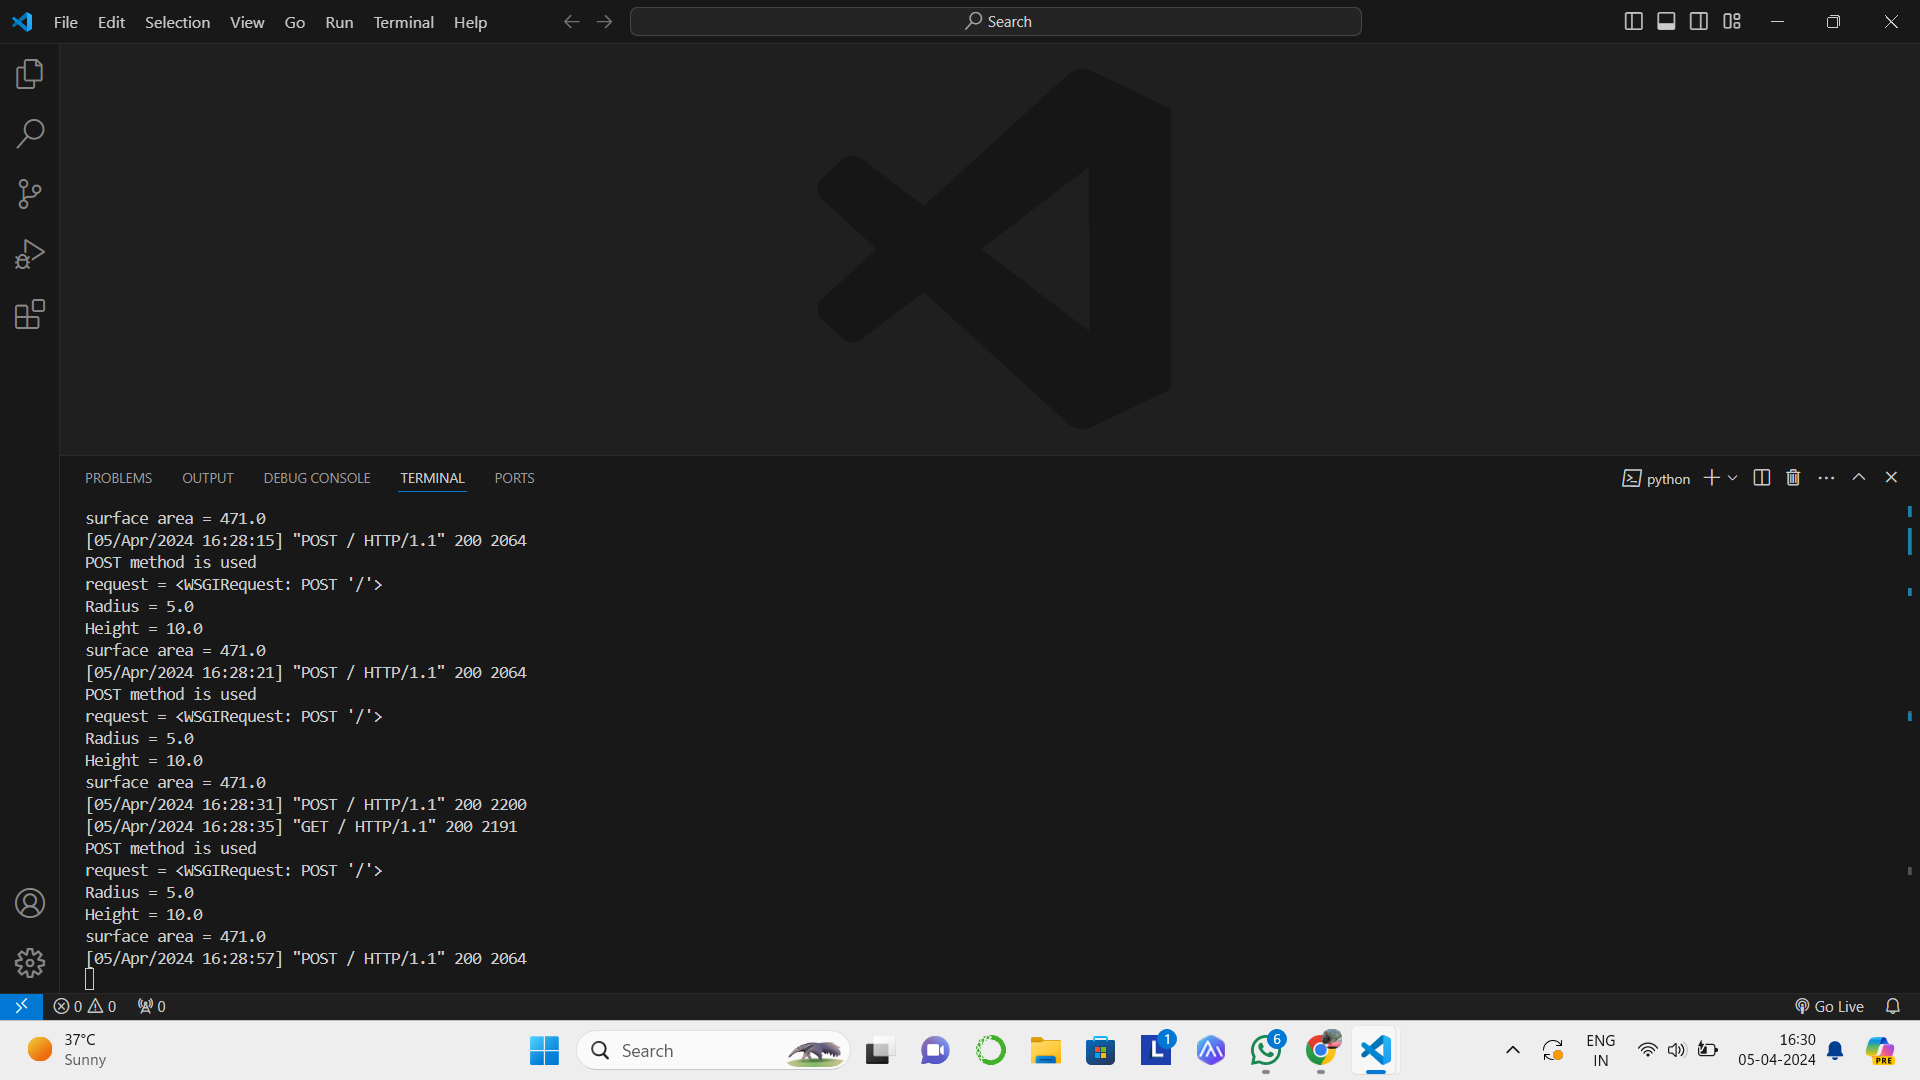 File Edit Selection View Go Run Terminal Help
Search
PROBLEMS OUTPUT DEBUG CONSOLE TERMINAL PORTS
python
surface area = 471.0
[05/Apr/2024 16:28:15] "POST / HTTP/1.1" 200 2064
POST method is used
request = <WSGIRequest: POST '/'>
Radius = 5.0
Height = 10.0
surface area = 471.0
[05/Apr/2024 16:28:21] "POST / HTTP/1.1" 200 2064
POST method is used
request = <WSGIRequest: POST '/'>
Radius = 5.0
Height = 10.0
surface area = 471.0
[05/Apr/2024 16:28:31] "POST / HTTP/1.1" 200 2200
[05/Apr/2024 16:28:35] "GET / HTTP/1.1" 200 2191
POST method is used
request = <WSGIRequest: POST '/'>
Radius = 5.0
Height = 10.0
surface area = 471.0
[05/Apr/2024 16:28:57] "POST / HTTP/1.1" 200 2064
0 0 0
Go Live
37°C
Sunny
Search
L
1
6
ENG
IN
16:30
05-04-2024
PRE